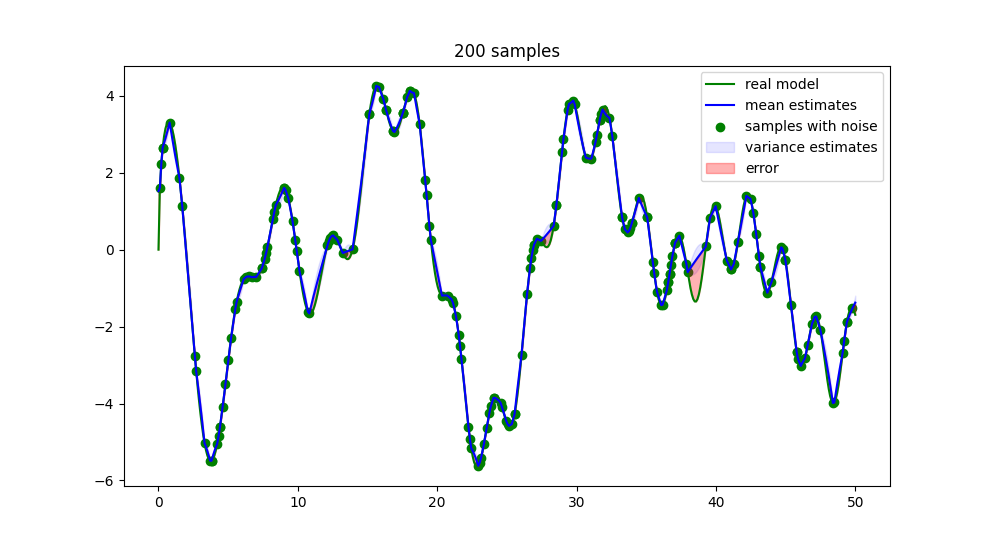 200 samples
real model
mean estimates
samples with noise
variance estimates
error
4
2
0
−2
−4
−6
0 10 20 30 40 50